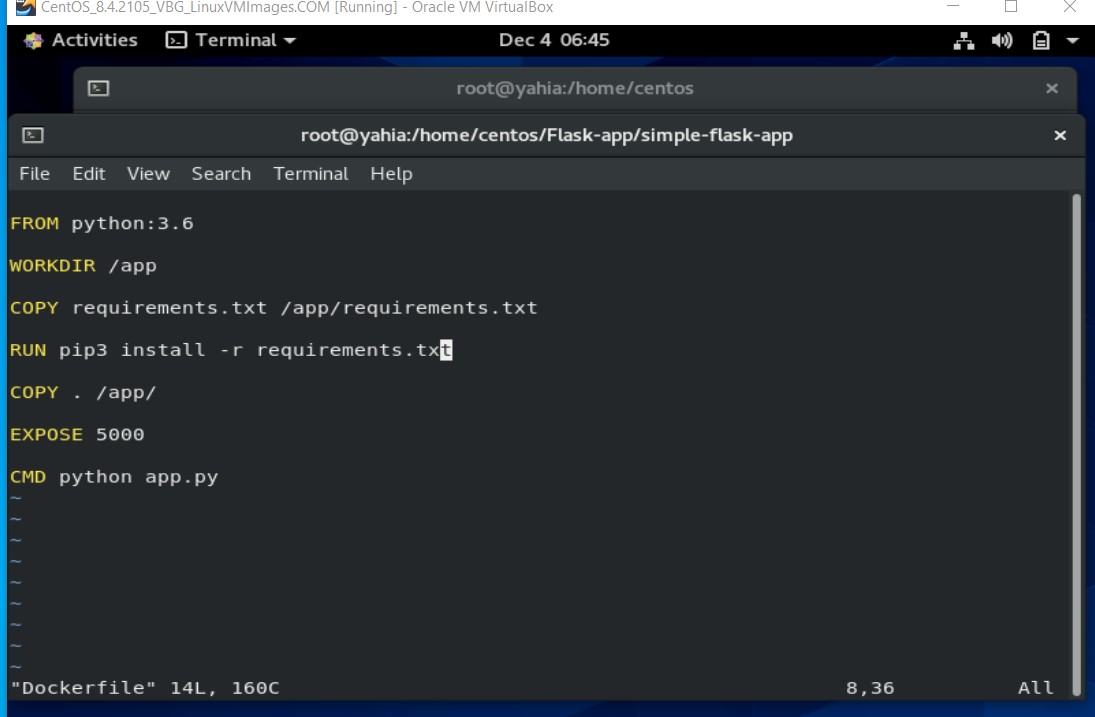 CentOS_8.4.2105_VBG_LinuxVMImages.COM [Running] - Oracle VM VirtualBox
Activities Terminal Dec 4 06:45
root@yahia:/home/centos
root@yahia:/home/centos/Flask-app/simple-flask-app
File Edit View Search Terminal Help
FROM python:3.6
WORKDIR /app
COPY requirements.txt /app/requirements.txt
RUN pip3 install -r requirements.txt
COPY . /app/
EXPOSE 5000
CMD python app.py
~
~
~
~
~
~
~
~
~
"Dockerfile" 14L, 160C 8,36 All